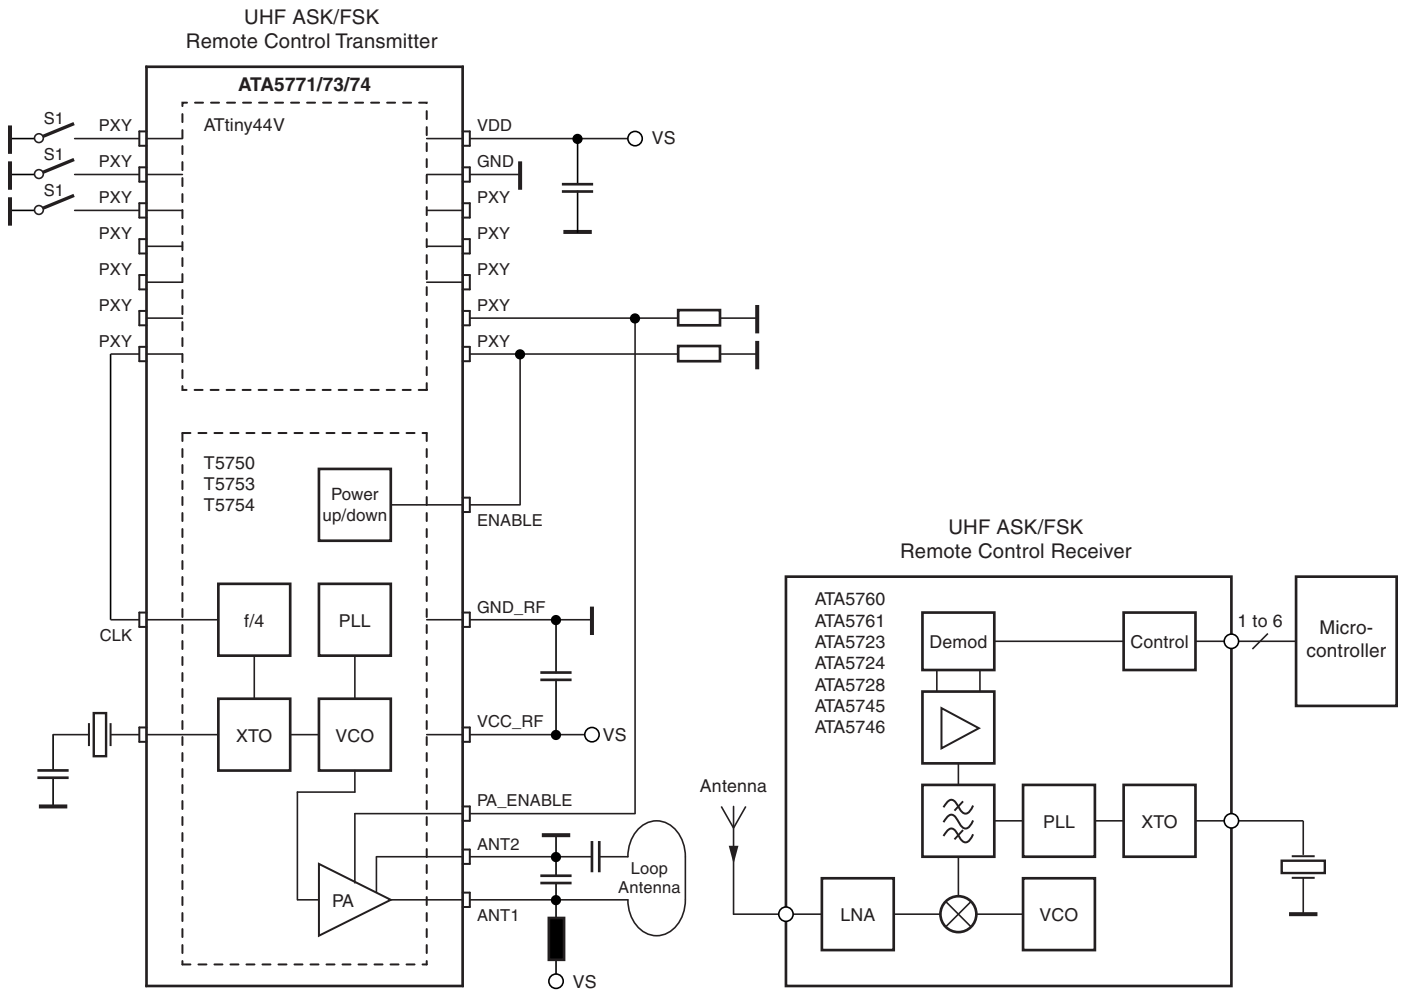 UHF ASK/FSK
Remote Control Transmitter
ATA5771/73/74
ATtiny44V
S1
PXY
S1
PXY
S1
PXY
PXY
PXY
PXY
PXY
VDD
VS
GND
PXY
PXY
PXY
PXY
PXY
T5750
T5753
T5754
Power
up/down
ENABLE
f/4
PLL
CLK
GND_RF
XTO
VCO
VCC_RF
VS
PA_ENABLE
ANT2
PA
ANT1
Loop
Antenna
VS
UHF ASK/FSK
Remote Control Receiver
ATA5760
ATA5761
ATA5723
ATA5724
ATA5728
ATA5745
ATA5746
Demod
Control
1 to 6
Micro-
controller
Antenna
PLL
XTO
LNA
VCO